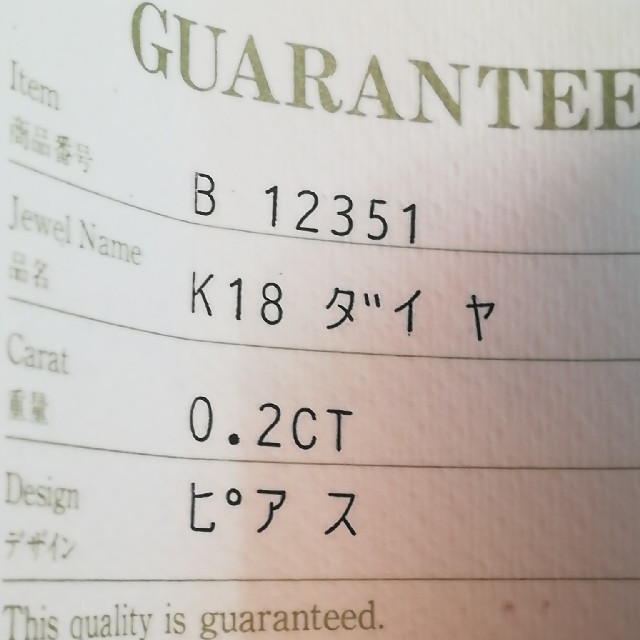 GUARANTEE
Item
商品番号
B 12351
Jewel Name
品名
K18 ダイヤ
Carat
重量
0.2CT
Design
デザイン
ピアス
This quality is guaranteed.